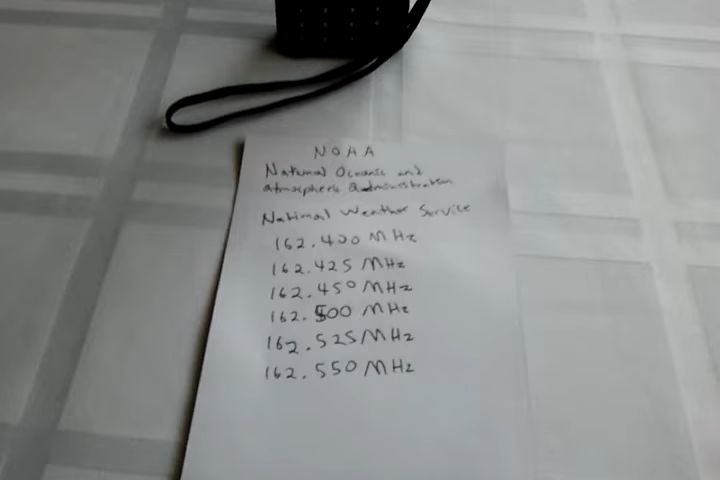 NOAA
National Oceanic and
atmospheric administration
National Weather Service
162.400 MHz
162.425 MHz
162.450 MHz
162.500 MHz
162.525 MHz
162.550 MHz